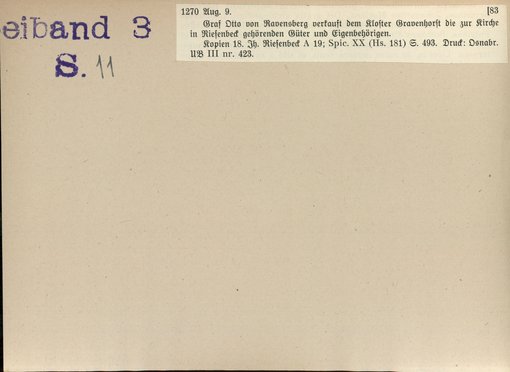 eiband 3
S. 11
1270 Aug. 9. [83
Graf Otto von Ravensberg verkauft dem Kloster Gravenhorst die zur Kirche
in Riesenbeck gehörenden Güter und Eigenbehörigen.
Kopien 18. Jh. Riesenbeck A 19; Spic. XX (Hs. 181) S. 493. Druck: Osnabr.
UB III nr. 423.